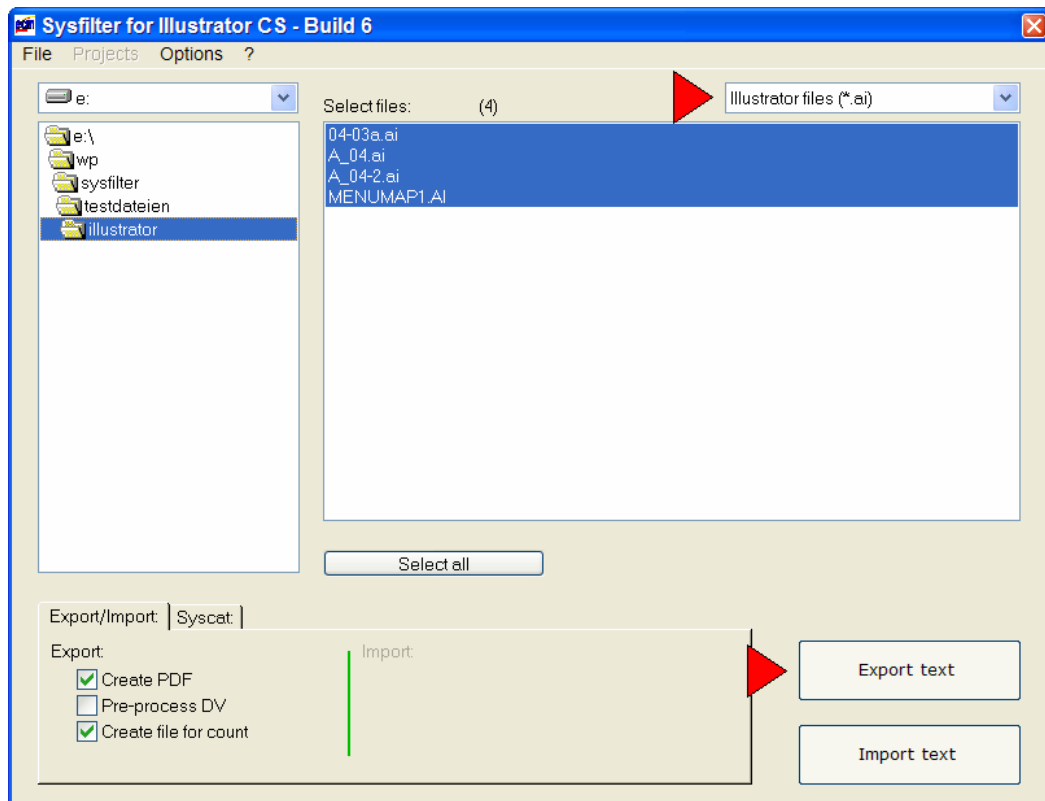 Sysfilter for Illustrator CS - Build 6
File Projects Options ?
e:
Select files: (4)
Illustrator files (*.ai)
e:\
wp
sysfilter
testdateien
illustrator
04-03a.ai
A_04.ai
A_04-2.ai
MENUMAP1.AI
Select all
Export/Import: Syscat:
Export:
Create PDF
Pre-process DV
Create file for count
Import:
Export text
Import text